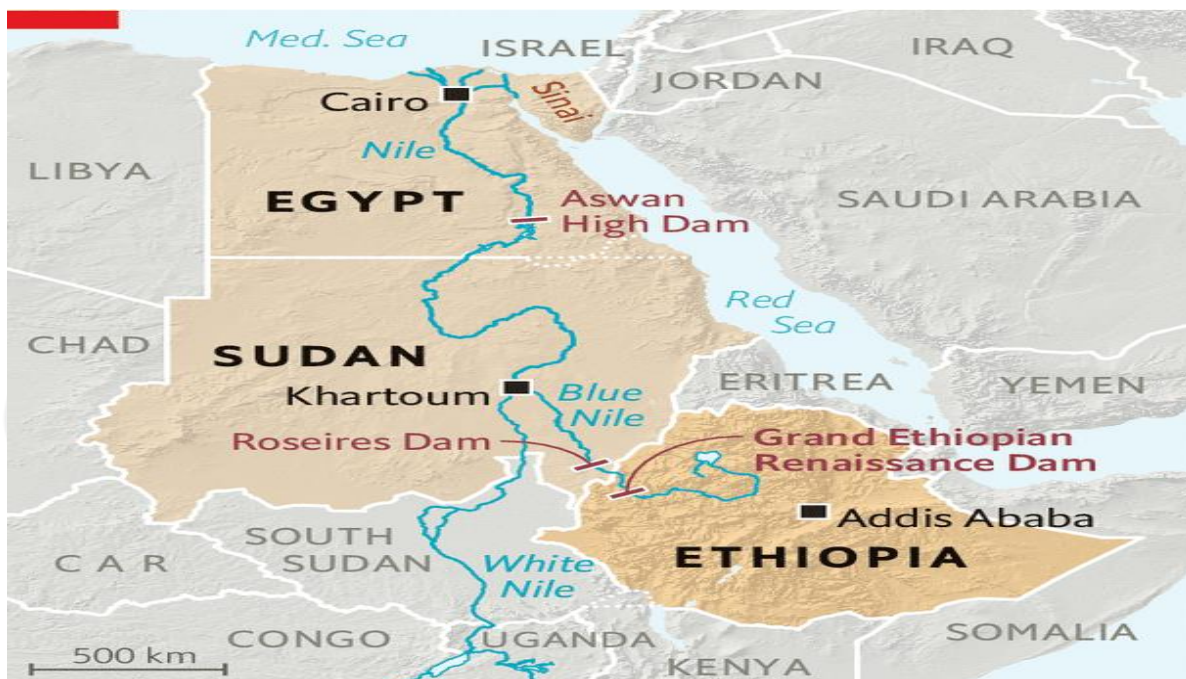 Med. Sea
ISRAEL
IRAQ
JORDAN
Cairo
Sinai
Nile
LIBYA
EGYPT
Aswan
High Dam
SAUDI ARABIA
Red
Sea
CHAD
SUDAN
ERITREA
YEMEN
Khartoum
Blue
Nile
Roseires Dam
Grand Ethiopian
Renaissance Dam
Addis Ababa
SOUTH
SUDAN
CAR
White
Nile
ETHIOPIA
CONGO
UGANDA
SOMALIA
500 km
KENYA